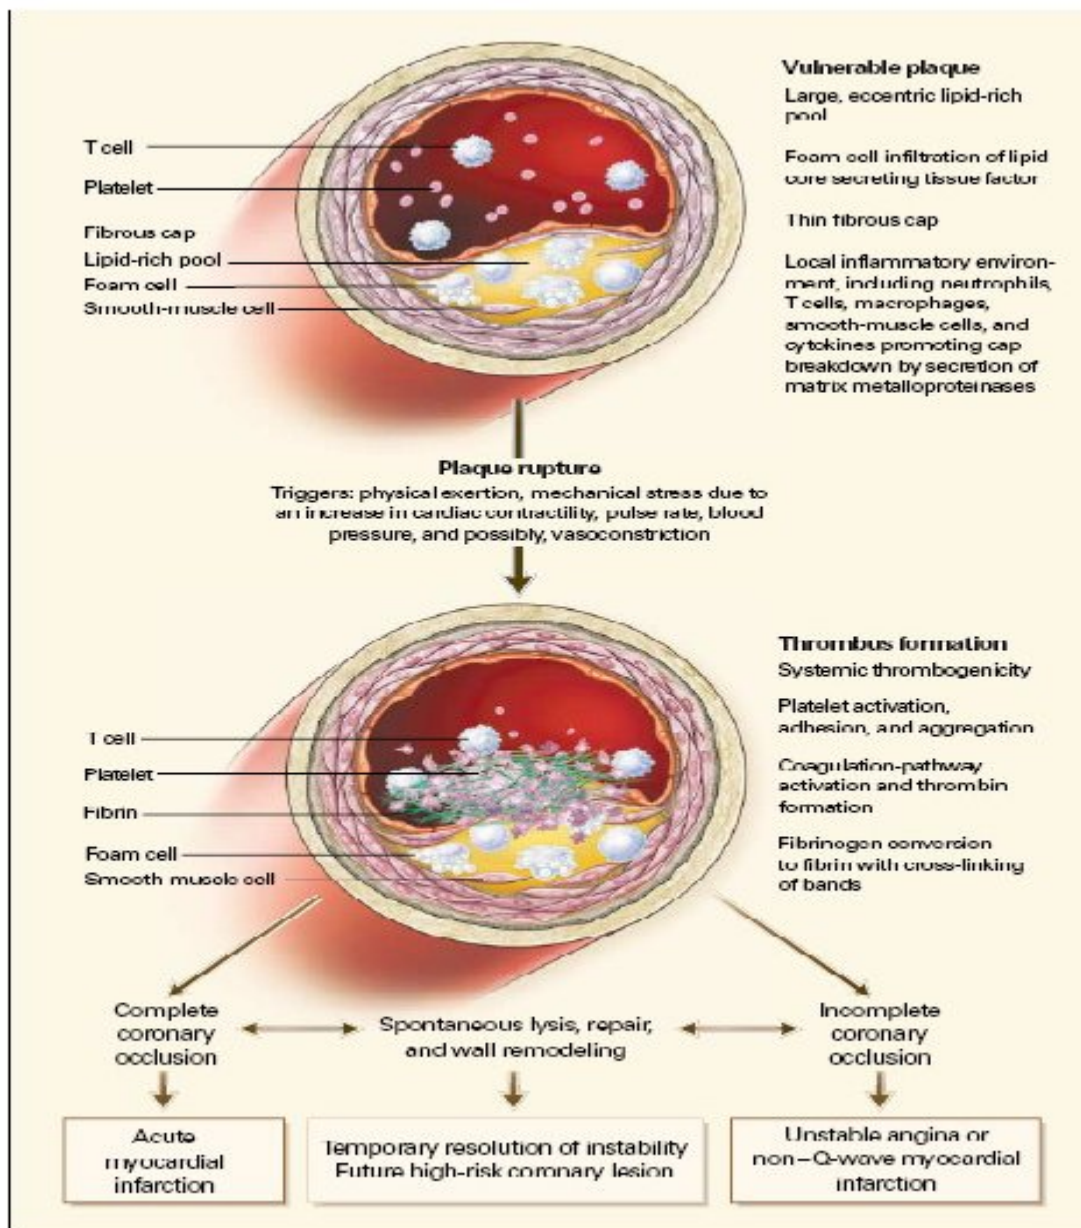 Vulnerable plaque
Large, eccentric lipid-rich
pool
Foam cell infiltration of lipid
core secreting tissue factor
Thin fibrous cap
Local inflammatory environ-
ment, including neutrophils,
T cells, macrophages,
smooth-muscle cells, and
cytokines promoting cap
breakdown by secretion of
matrix metalloproteinases
T cell
Platelet
Fibrous cap
Lipid-rich pool
Foam cell
Smooth-muscle cell
Plaque rupture
Triggers: physical exertion, mechanical stress due to
an increase in cardiac contractility, pulse rate, blood
pressure, and possibly, vasoconstriction
Thrombus formation
Systemic thrombogenicity
Platelet activation,
adhesion, and aggregation
Coagulation-pathway
activation and thrombin
formation
Fibrinogen conversion
to fibrin with cross-linking
of bands
T cell
Platelet
Fibrin
Foam cell
Smooth muscle cell
Complete
coronary
occlusion
Spontaneous lysis, repair,
and wall remodeling
Incomplete
coronary
occlusion
Acute
myocardial
infarction
Temporary resolution of instability
Future high-risk coronary lesion
Unstable angina or
non–Q-wave myocardial
infarction